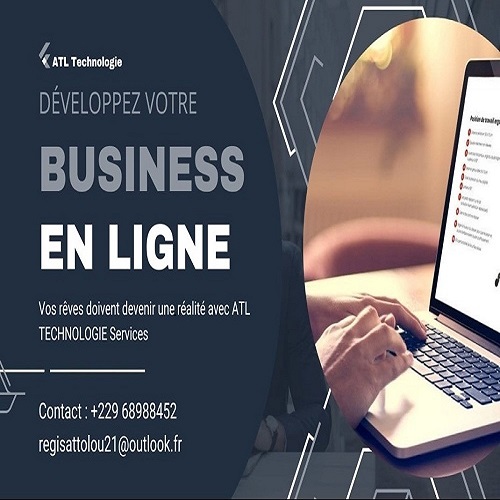 ATL Technologie
DÉVELOPPEZ VOTRE
BUSINESS
EN LIGNE
Vos rêves doivent devenir une réalité avec ATL
TECHNOLOGIE Services
Contact : +229 68988452
regisattolou21@outlook.fr